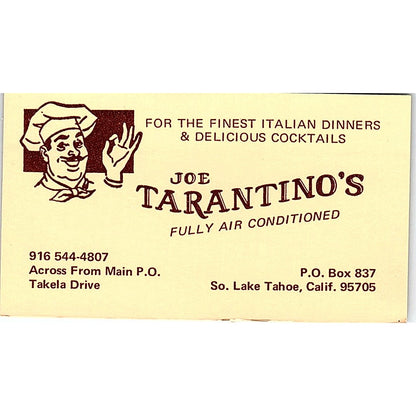 FOR THE FINEST ITALIAN DINNERS
& DELICIOUS COCKTAILS
JOE
TARANTINO'S
FULLY AIR CONDITIONED
916 544-4807
Across From Main P.O.
Takela Drive
P.O. Box 837
So. Lake Tahoe, Calif. 95705